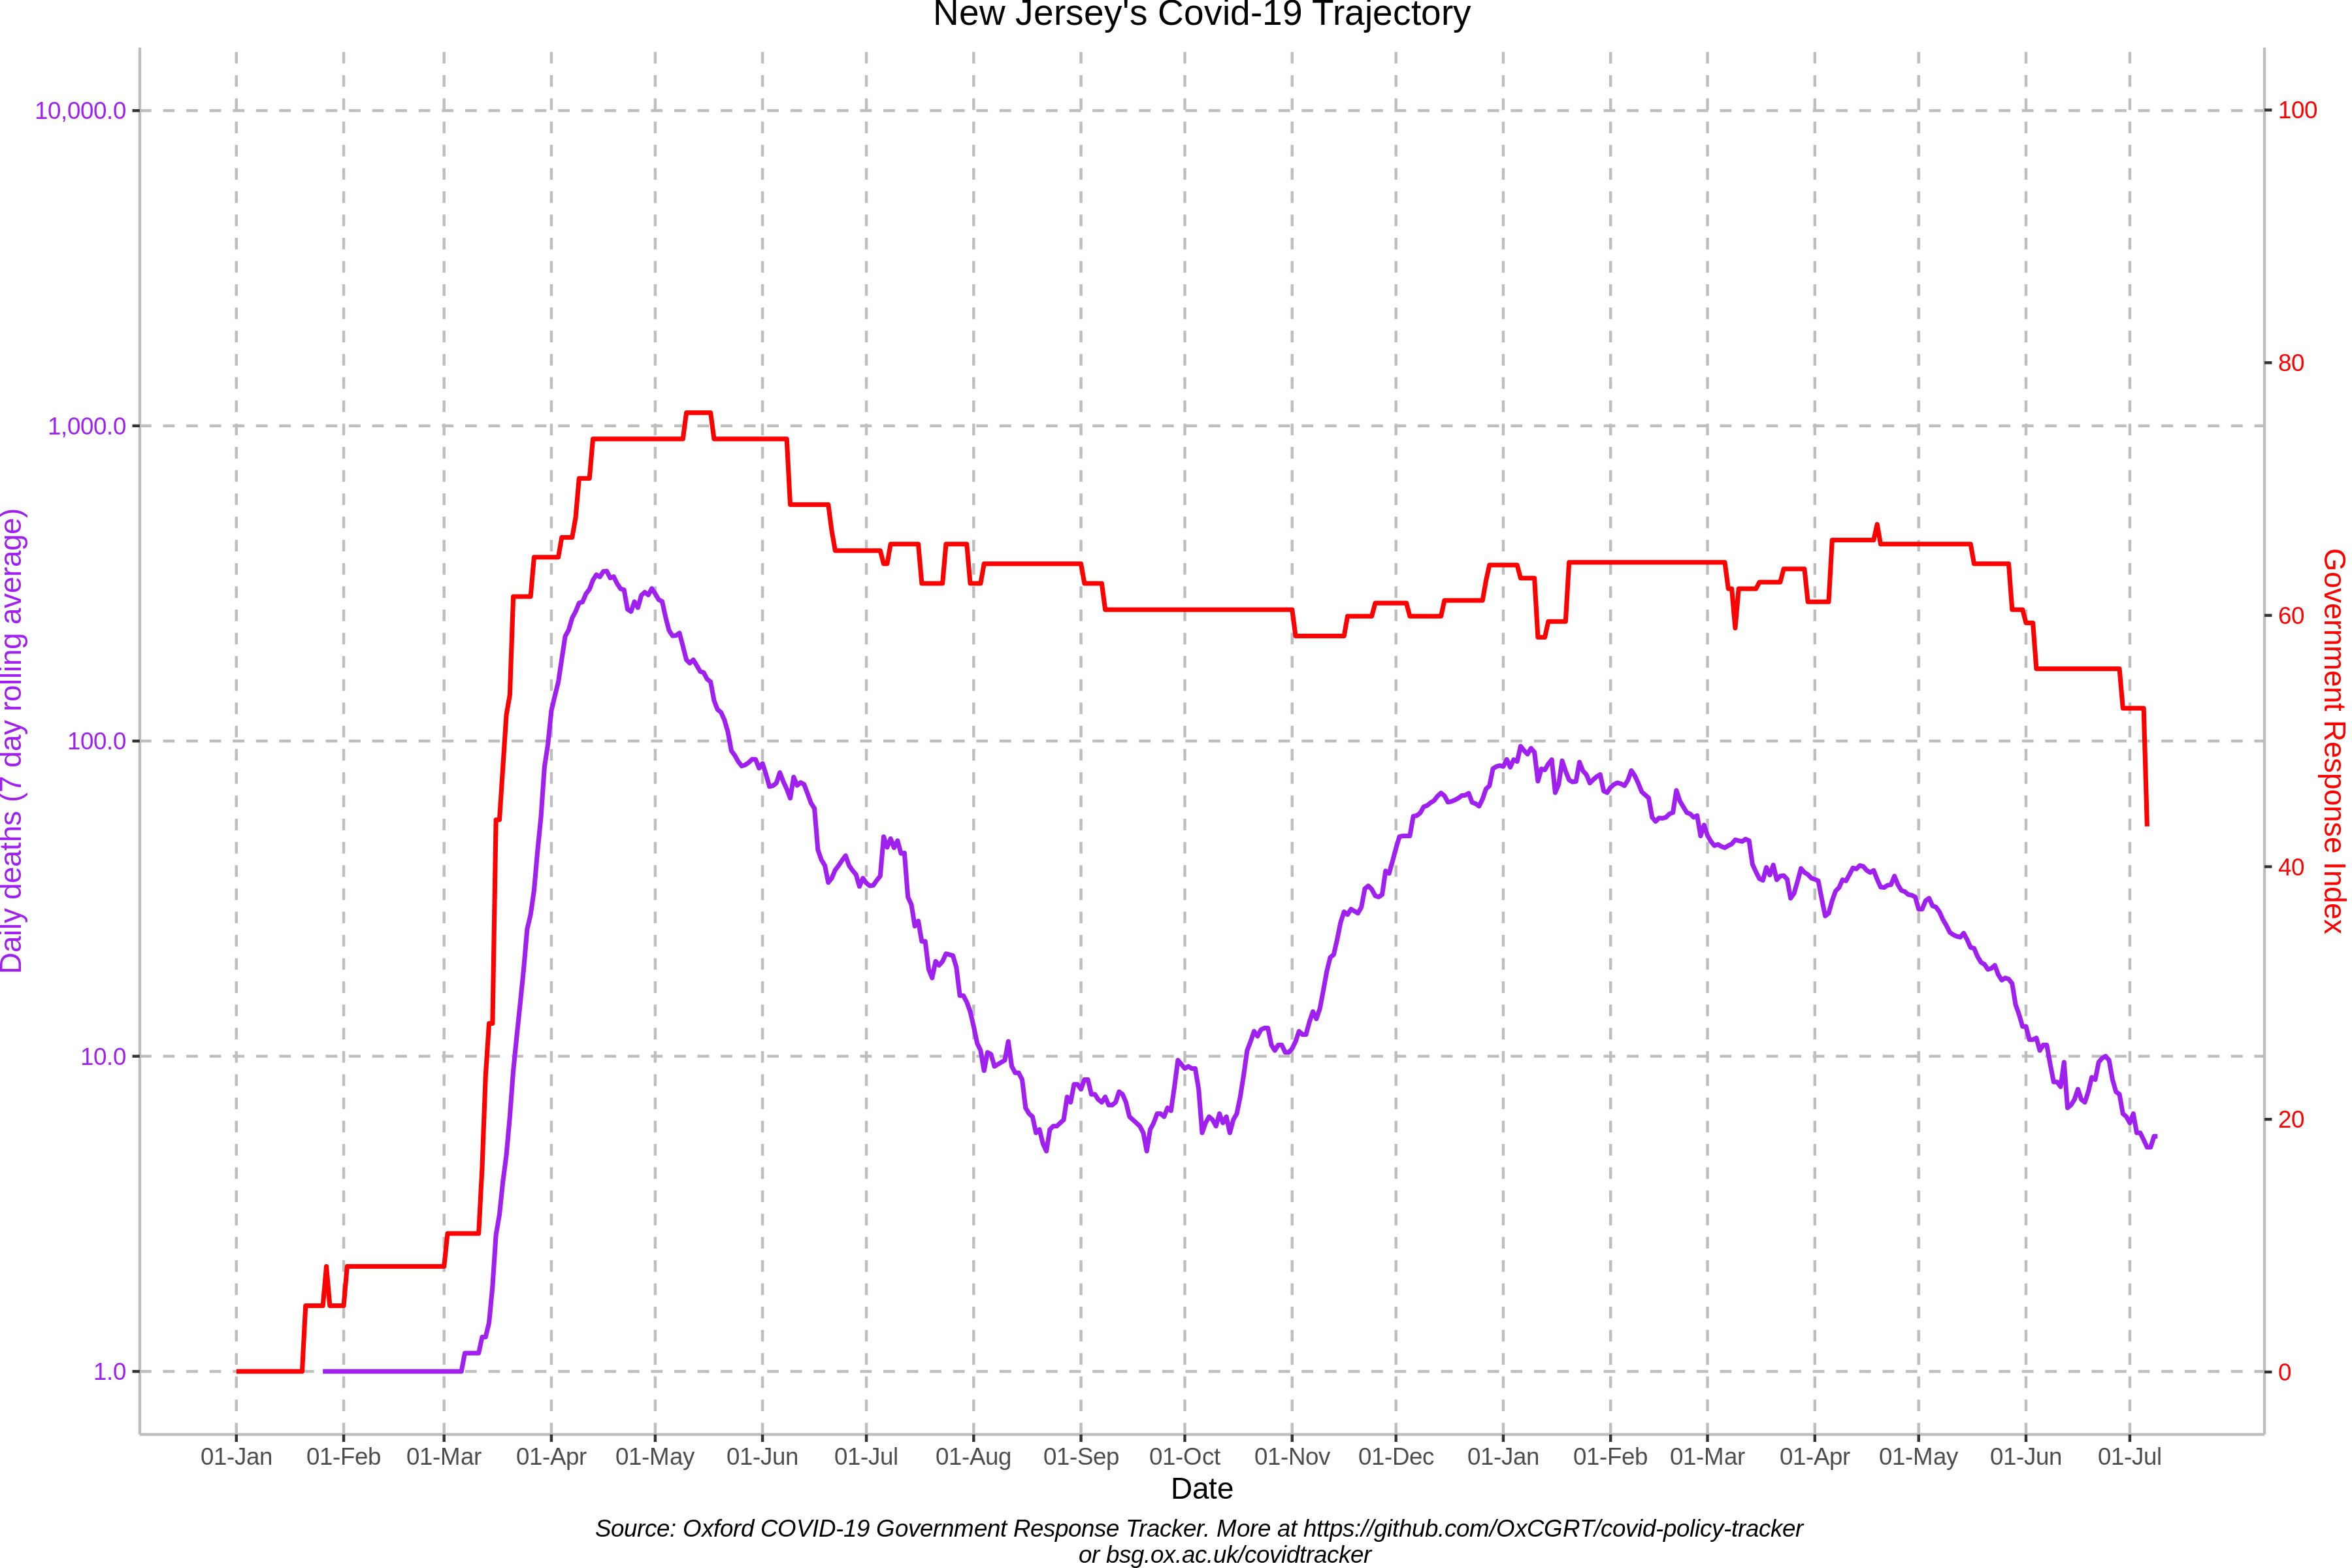 New Jersey's Covid-19 Trajectory
10,000.0
1,000.0
100.0
10.0
1.0
Daily deaths (7 day rolling average)
100
80
60
40
20
0
Government Response Index
01-Jan 01-Feb 01-Mar 01-Apr 01-May 01-Jun 01-Jul 01-Aug 01-Sep 01-Oct 01-Nov 01-Dec 01-Jan 01-Feb 01-Mar 01-Apr 01-May 01-Jun 01-Jul
Date
Source: Oxford COVID-19 Government Response Tracker. More at https://github.com/OxCGRT/covid-policy-tracker
or bsg.ox.ac.uk/covidtracker